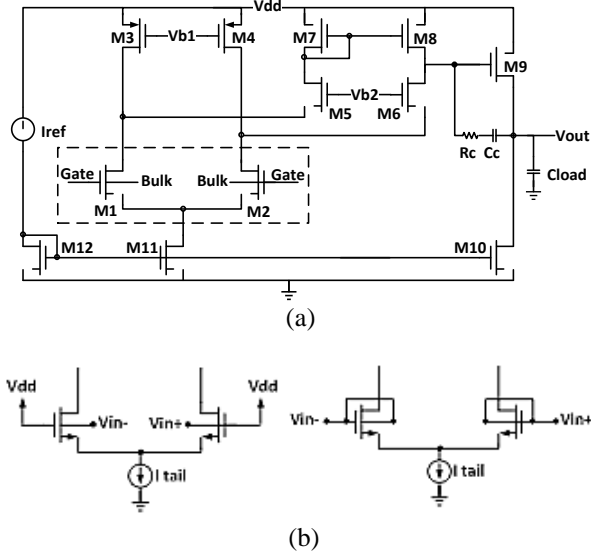 Vdd
M3 Vb1 M4 M7 M8
M9
Vb2
M5 M6
Iref
Rc Cc Vout
Cload
Gate Bulk Bulk Gate
M1 M2
M12 M11 M10
(a)
Vdd Vdd
Vin- Vin+ Vin- Vin+
I tail I tail
(b)